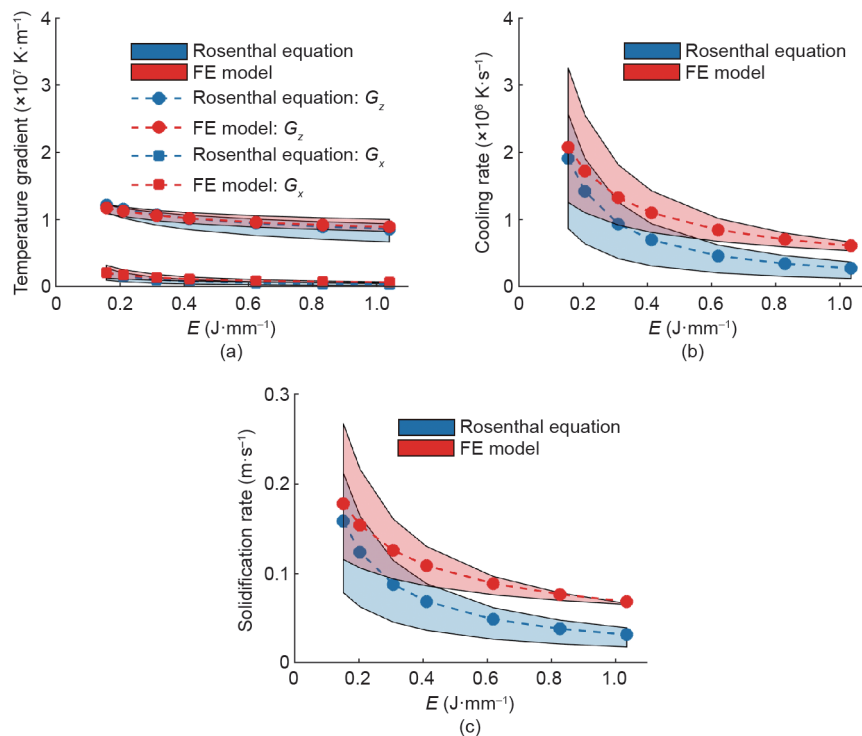 4
3
2
1
0
Temperature gradient (×10⁷ K·m⁻¹)
Rosenthal equation
FE model
Rosenthal equation: Gz
FE model: Gz
Rosenthal equation: Gx
FE model: Gx
0 0.2 0.4 0.6 0.8 1.0
E (J·mm⁻¹)
(a)
4
3
2
1
0
Cooling rate (×10⁶ K·s⁻¹)
Rosenthal equation
FE model
0 0.2 0.4 0.6 0.8 1.0
E (J·mm⁻¹)
(b)
0.3
0.2
0.1
0
Solidification rate (m·s⁻¹)
Rosenthal equation
FE model
0 0.2 0.4 0.6 0.8 1.0
E (J·mm⁻¹)
(c)